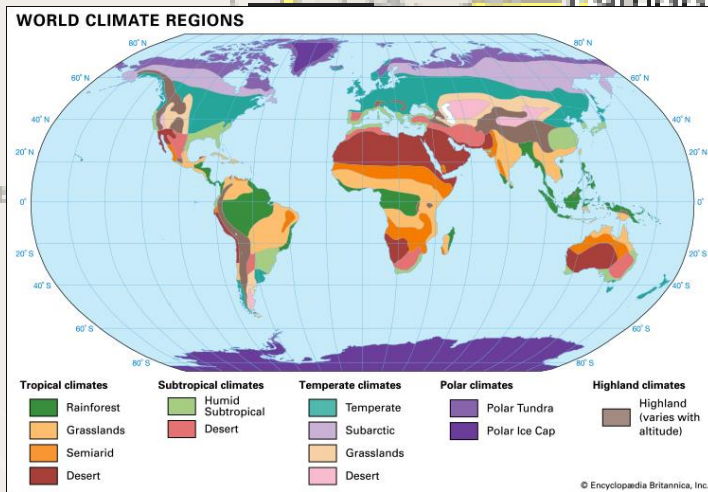 WORLD CLIMATE REGIONS
80° N
80° N
60° N
60° N
40° N
40° N
20° N
20° N
0°
0°
20° S
20° S
40° S
40° S
60° S
60° S
80° S
80° S
Tropical climates
Rainforest
Grasslands
Semiarid
Desert
Subtropical climates
Humid
Subtropical
Desert
Temperate climates
Temperate
Subarctic
Grasslands
Desert
Polar climates
Polar Tundra
Polar Ice Cap
Highland climates
Highland
(varies with
altitude)
© Encyclopædia Britannica, Inc.